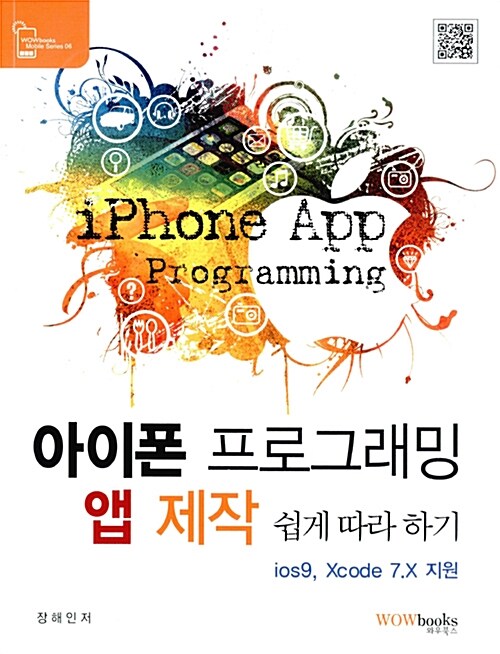 WOWbooks
Mobile Series 06
iPhone App
Programming
아이폰 프로그래밍
앱 제작 쉽게 따라 하기
ios9, Xcode 7.X 지원
장해인 저
WOWbooks
와우북스